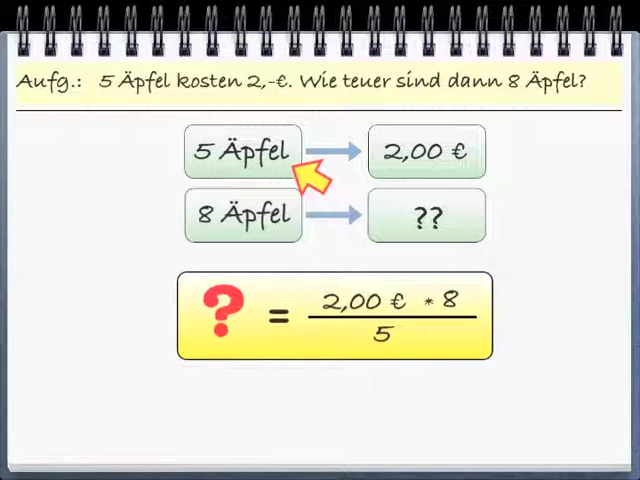 Aufg.: 5 Äpfel kosten 2,-€. Wie teuer sind dann 8 Äpfel?
5 Äpfel 2,00 €
8 Äpfel ??
? = 2,00 € * 8
5